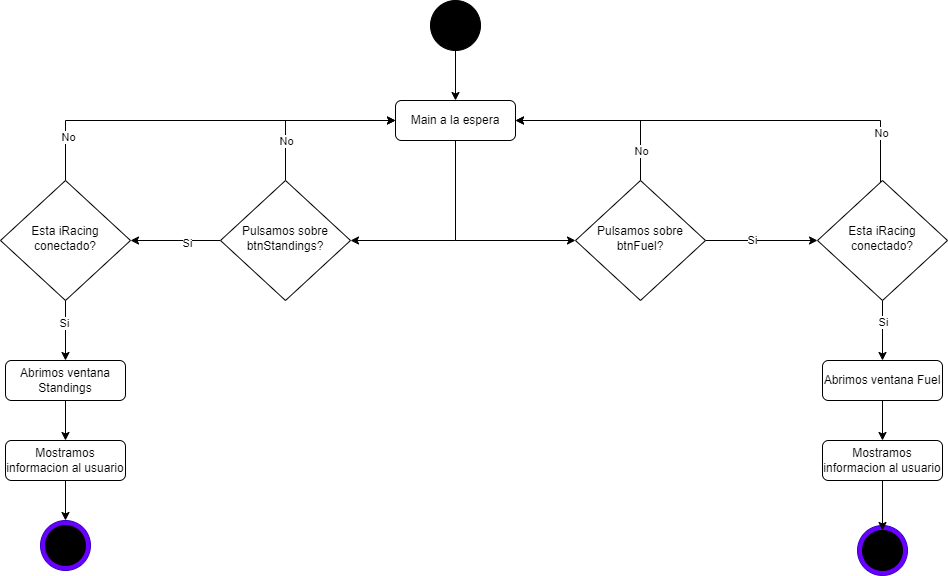 Main a la espera
No
No
No
No
Esta iRacing
conectado?
Si
Pulsamos sobre
btnStandings?
Pulsamos sobre
btnFuel?
Si
Esta iRacing
conectado?
Si
Si
Abrimos ventana
Standings
Abrimos ventana Fuel
Mostramos
informacion al usuario
Mostramos
informacion al usuario